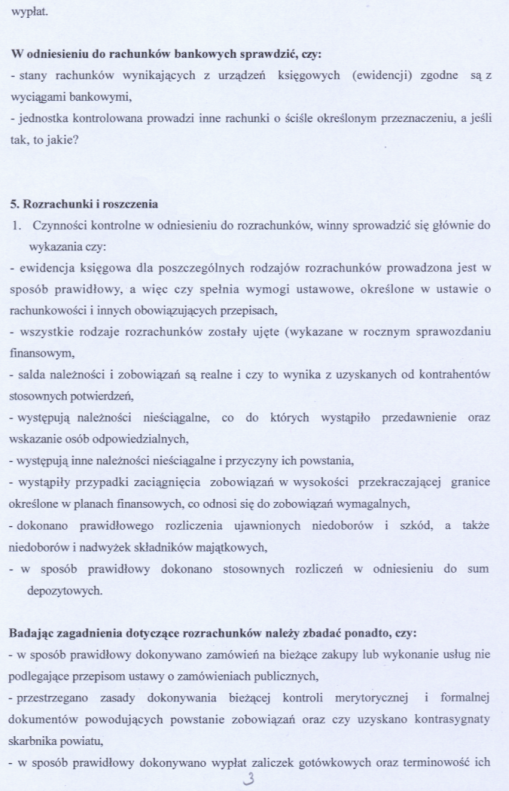 wypłat.
W odniesieniu do rachunków bankowych sprawdzić, czy:
- stany rachunków wynikających z urządzeń księgowych (ewidencji) zgodne są z
wyciągami bankowymi,
- jednostka kontrolowana prowadzi inne rachunki o ściśle określonym przeznaczeniu, a jeśli
tak, to jakie?
5. Rozrachunki i roszczenia
1. Czynności kontrolne w odniesieniu do rozrachunków, winny sprowadzić się głównie do
wykazania czy:
- ewidencja księgowa dla poszczególnych rodzajów rozrachunków prowadzona jest w
sposób prawidłowy, a więc czy spełnia wymogi ustawowe, określone w ustawie o
rachunkowości i innych obowiązujących przepisach,
- wszystkie rodzaje rozrachunków zostały ujęte (wykazane w rocznym sprawozdaniu
finansowym,
- salda należności i zobowiązań są realne i czy to wynika z uzyskanych od kontrahentów
stosownych potwierdzeń,
- występują należności nieściągalne, co do których wystąpiło przedawnienie oraz
wskazanie osób odpowiedzialnych,
- występują inne należności nieściągalne i przyczyny ich powstania,
- wystąpiły przypadki zaciągnięcia zobowiązań w wysokości przekraczającej granice
określone w planach finansowych, co odnosi się do zobowiązań wymagalnych,
- dokonano prawidłowego rozliczenia ujawnionych niedoborów i szkód, a także
niedoborów i nadwyżek składników majątkowych,
- w sposób prawidłowy dokonano stosownych rozliczeń w odniesieniu do sum
depozytowych.
Badając zagadnienia dotyczące rozrachunków należy zbadać ponadto, czy:
- w sposób prawidłowy dokonywano zamówień na bieżące zakupy lub wykonanie usług nie
podlegające przepisom ustawy o zamówieniach publicznych,
- przestrzegano zasady dokonywania bieżącej kontroli merytorycznej i formalnej
dokumentów powodujących powstanie zobowiązań oraz czy uzyskano kontrasygnaty
skarbnika powiatu,
- w sposób prawidłowy dokonywano wypłat zaliczek gotówkowych oraz terminowość ich
3